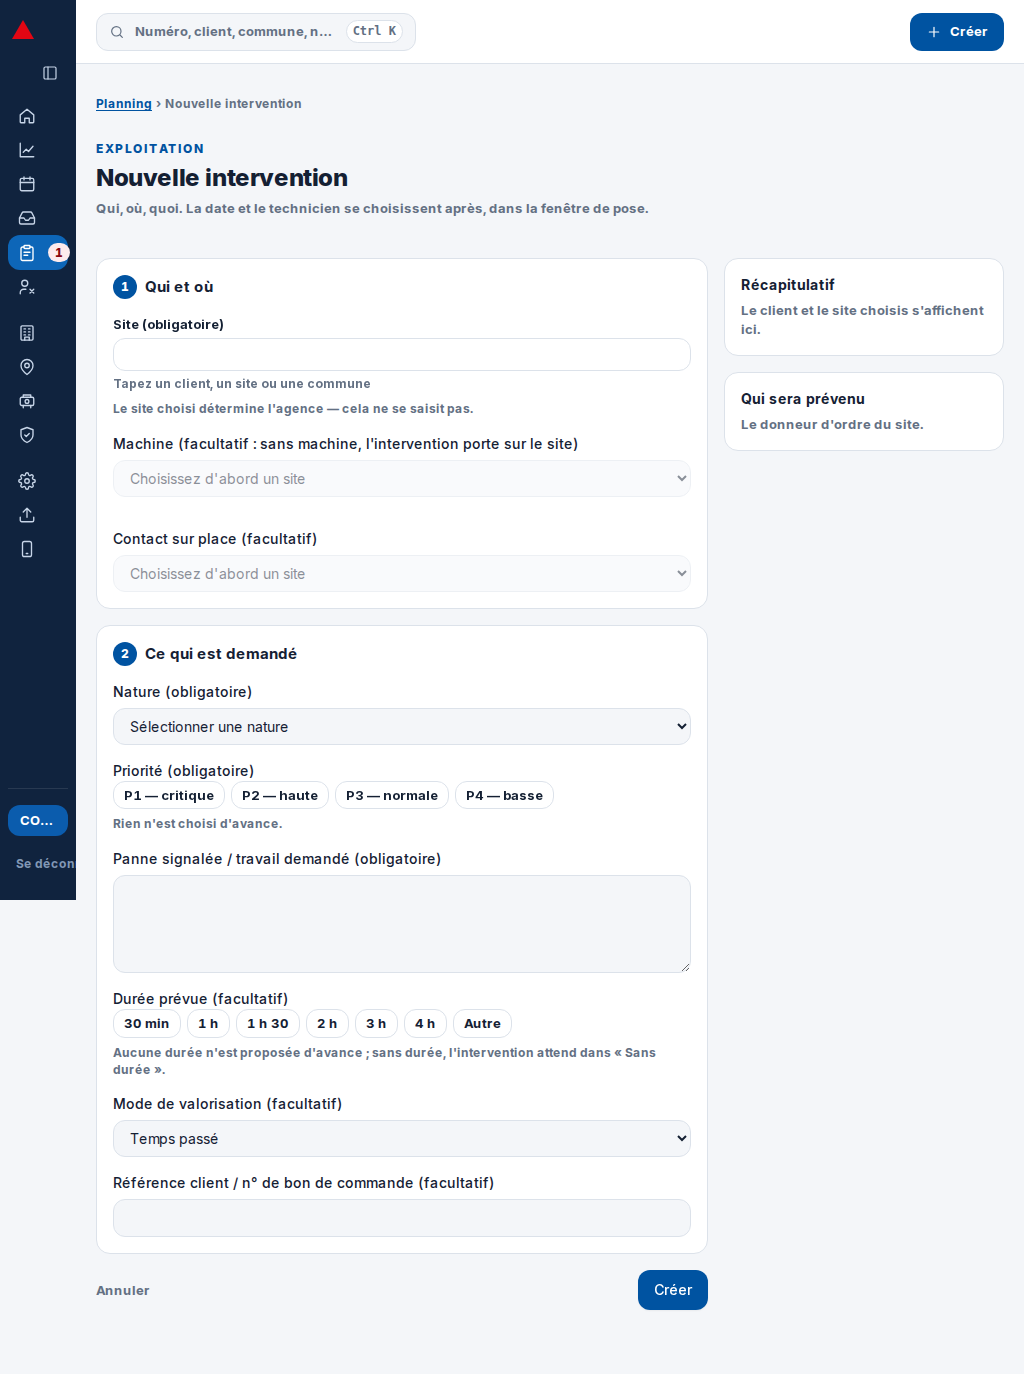 Numéro, client, commune, n...
Ctrl K
Créer
Planning › Nouvelle intervention
EXPLOITATION
Nouvelle intervention
Qui, où, quoi. La date et le technicien se choisissent après, dans la fenêtre de pose.
1
1 Qui et où
Site (obligatoire)
Tapez un client, un site ou une commune
Le site choisi détermine l'agence — cela ne se saisit pas.
Machine (facultatif : sans machine, l'intervention porte sur le site)
Choisissez d'abord un site
Contact sur place (facultatif)
Choisissez d'abord un site
Récapitulatif
Le client et le site choisis s'affichent
ici.
Qui sera prévenu
Le donneur d'ordre du site.
2 Ce qui est demandé
Nature (obligatoire)
Sélectionner une nature
Priorité (obligatoire)
P1 — critique P2 — haute P3 — normale P4 — basse
Rien n'est choisi d'avance.
Panne signalée / travail demandé (obligatoire)
Durée prévue (facultatif)
30 min 1 h 1 h 30 2 h 3 h 4 h Autre
Aucune durée n'est proposée d'avance ; sans durée, l'intervention attend dans « Sans
durée ».
Mode de valorisation (facultatif)
Temps passé
Référence client / n° de bon de commande (facultatif)
Annuler
Créer
CO...
Se décon